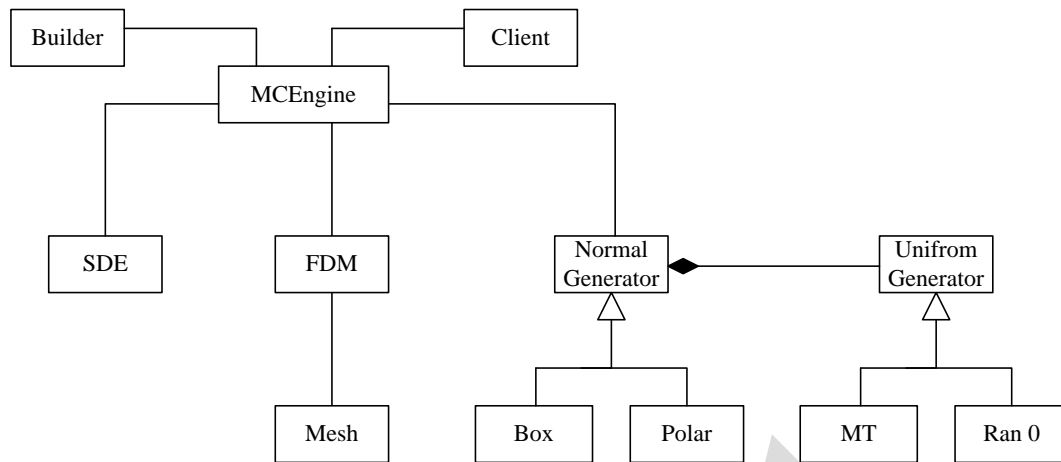 Builder
Client
MCEngine
SDE
FDM
Normal
Generator
Unifrom
Generator
Mesh
Box
Polar
MT
Ran 0